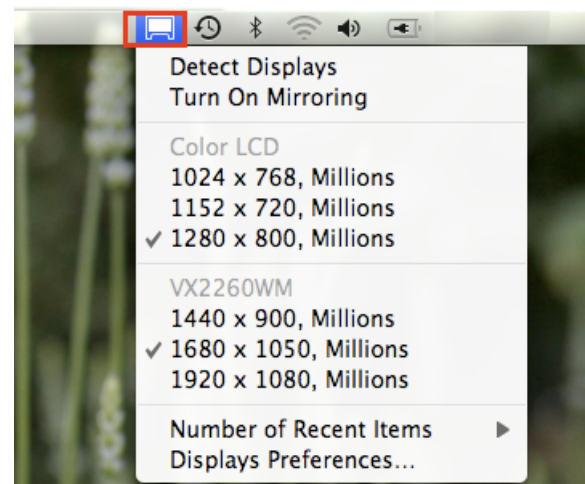 Detect Displays
Turn On Mirroring
Color LCD
1024 x 768, Millions
1152 x 720, Millions
1280 x 800, Millions
VX2260WM
1440 x 900, Millions
1680 x 1050, Millions
1920 x 1080, Millions
Number of Recent Items
Displays Preferences...